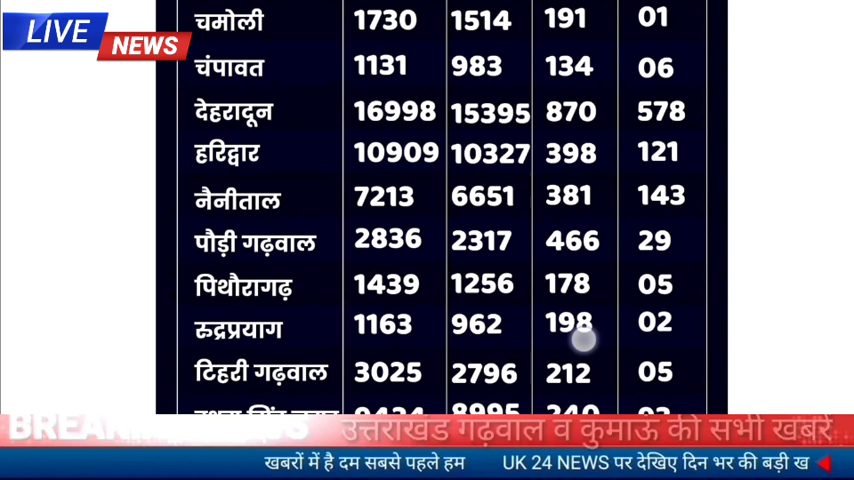 LIVE
NEWS
चमोली 1730 1514 191 01
चंपावत 1131 983 134 06
देहरादून 16998 15395 870 578
हरिद्वार 10909 10327 398 121
नैनीताल 7213 6651 381 143
पौड़ी गढ़वाल 2836 2317 466 29
पिथौरागढ़ 1439 1256 178 05
रुद्रप्रयाग 1163 962 198 02
टिहरी गढ़वाल 3025 2796 212 05
8995 240
उत्तराखंड गढ़वाल व कुमाऊ की सभी खबरें
खबरों में है दम सबसे पहले हम UK 24 NEWS पर देखिए दिन भर की बड़ी ख